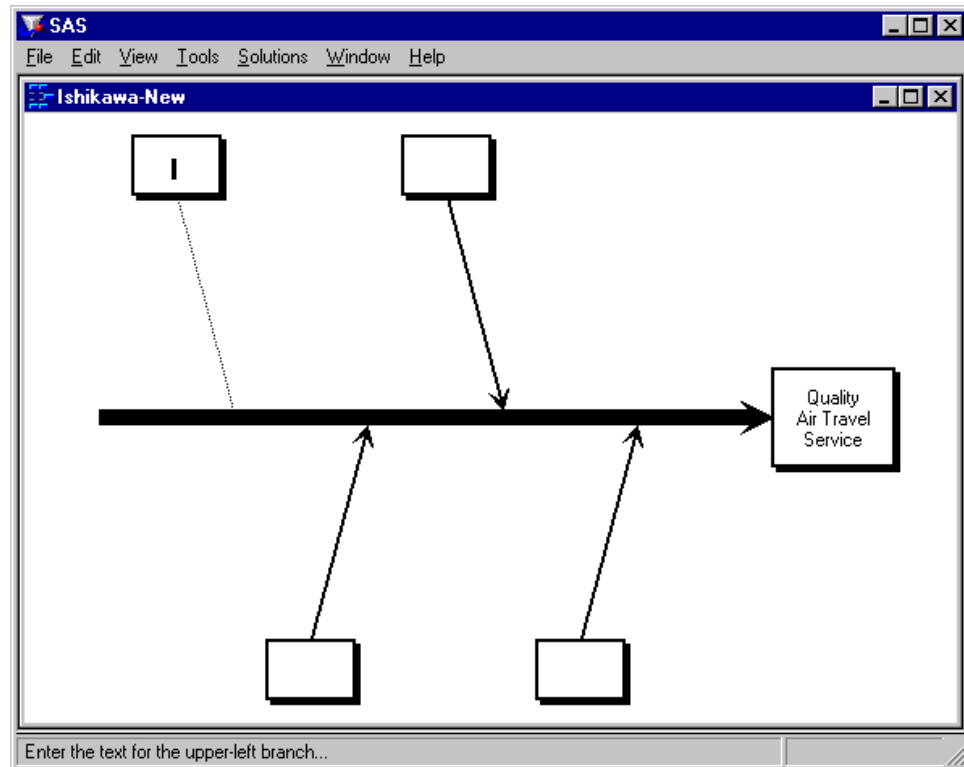 SAS
File Edit View Tools Solutions Window Help
Ishikawa-New
Quality
Air Travel
Service
Enter the text for the upper-left branch...